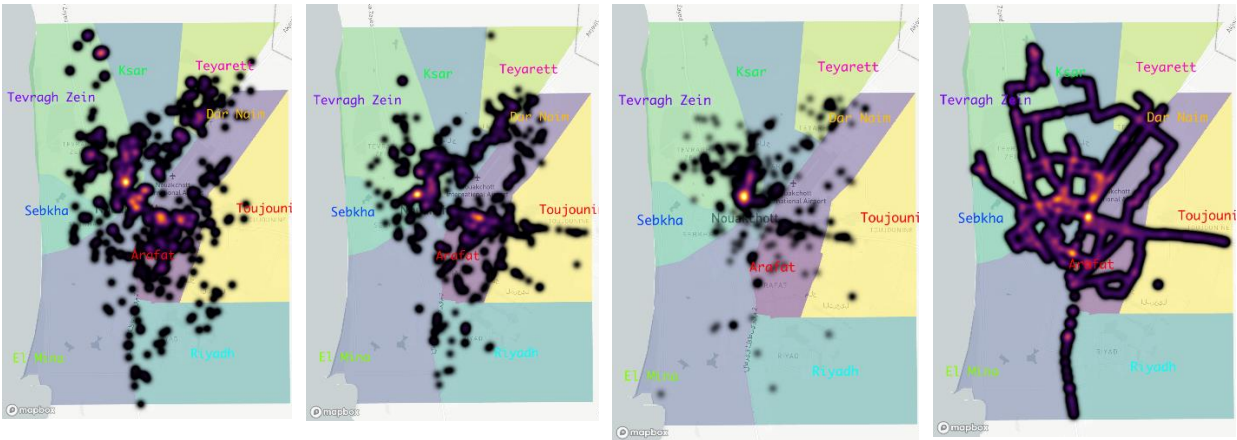 Ksar
Teyarett
Tevragh Zein
Dar Naim
Sebkha
Toujouni
Arafat
El Mina
Riyadh
mapbox
Ksar
Teyarett
Tevragh Zein
Dar Naim
Sebkha
Toujouni
Arafat
El Mina
Riyadh
mapbox
Ksar
Teyarett
Tevragh Zein
Dar Naim
Nouakchott
Sebkha
Toujouni
Arafat
El Mina
Riyadh
mapbox
Ksar
Teyarett
Tevragh Zein
Dar Naim
Sebkha
Toujouni
Arafat
El Mina
Riyadh
mapbox